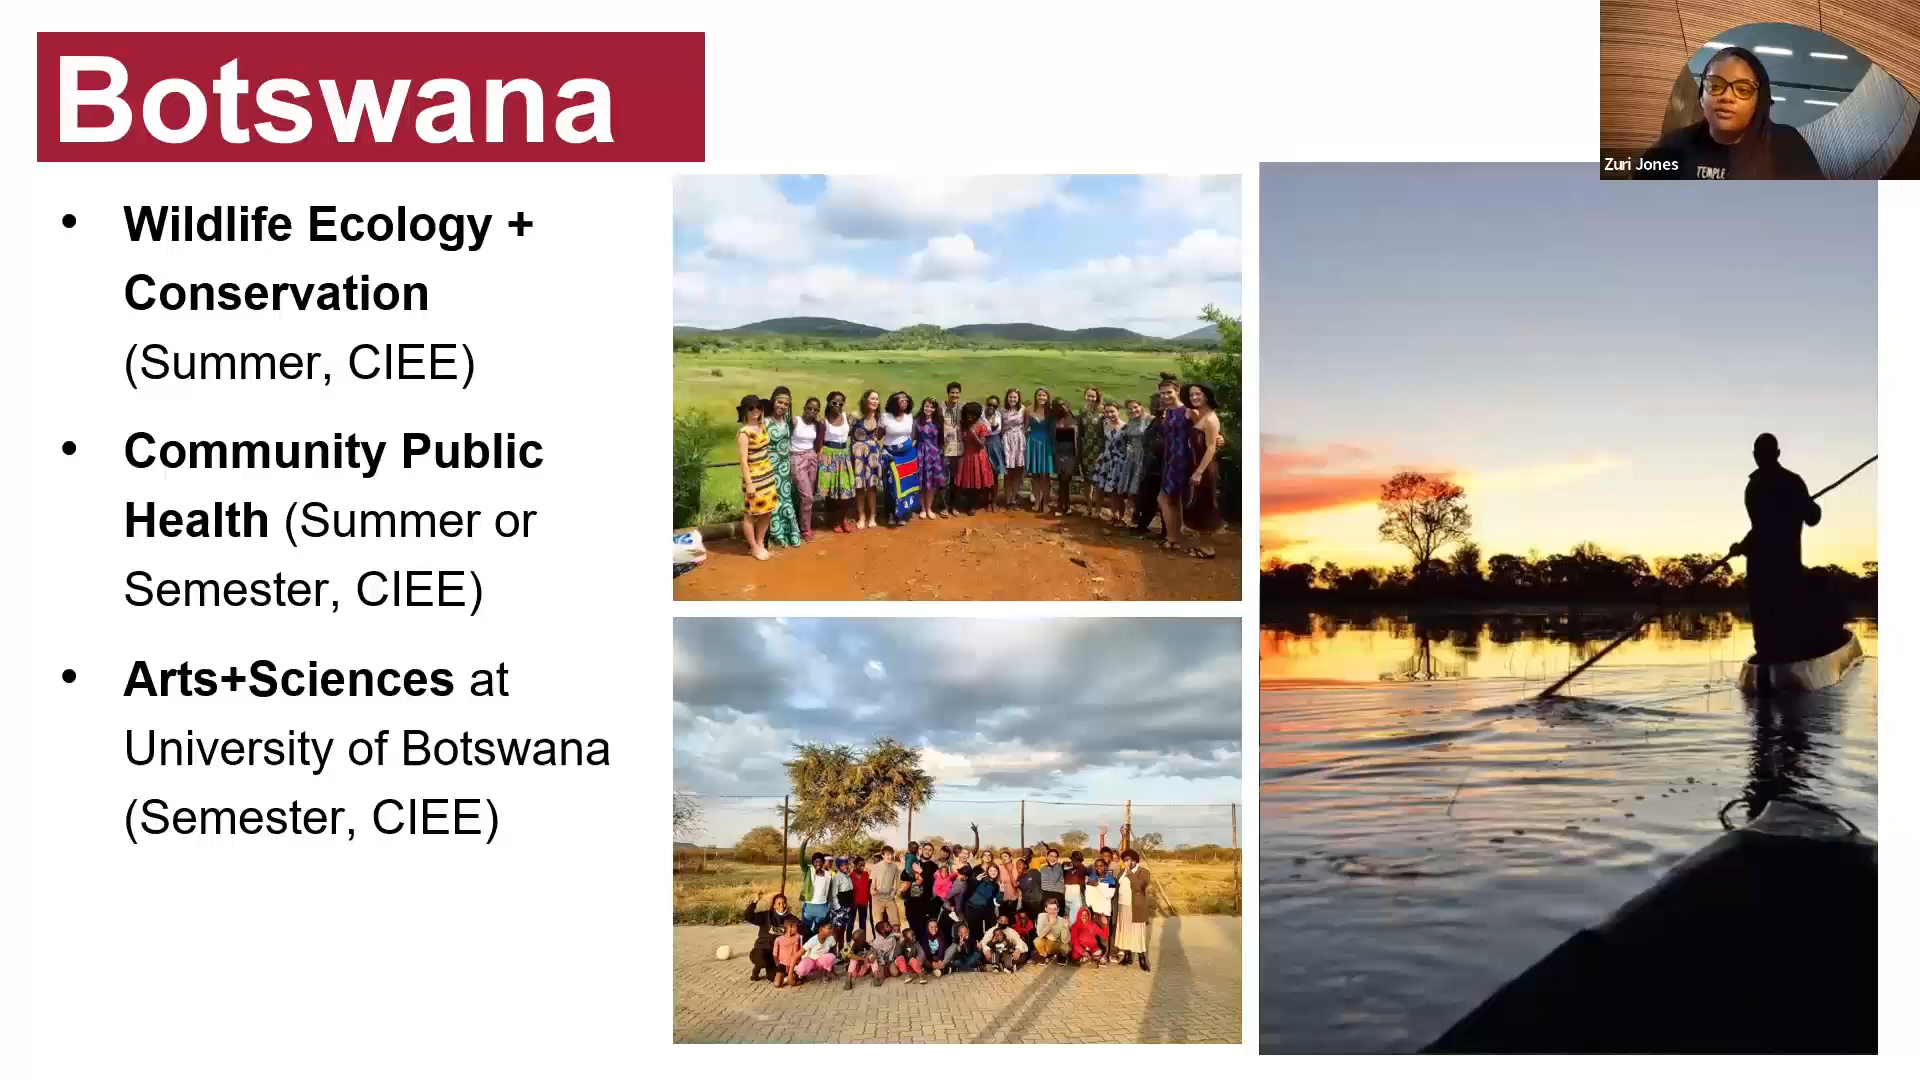 Botswana
Zuri Jones
TEMPLE
• Wildlife Ecology +
Conservation
(Summer, CIEE)
• Community Public
Health (Summer or
Semester, CIEE)
• Arts+Sciences at
University of Botswana
(Semester, CIEE)